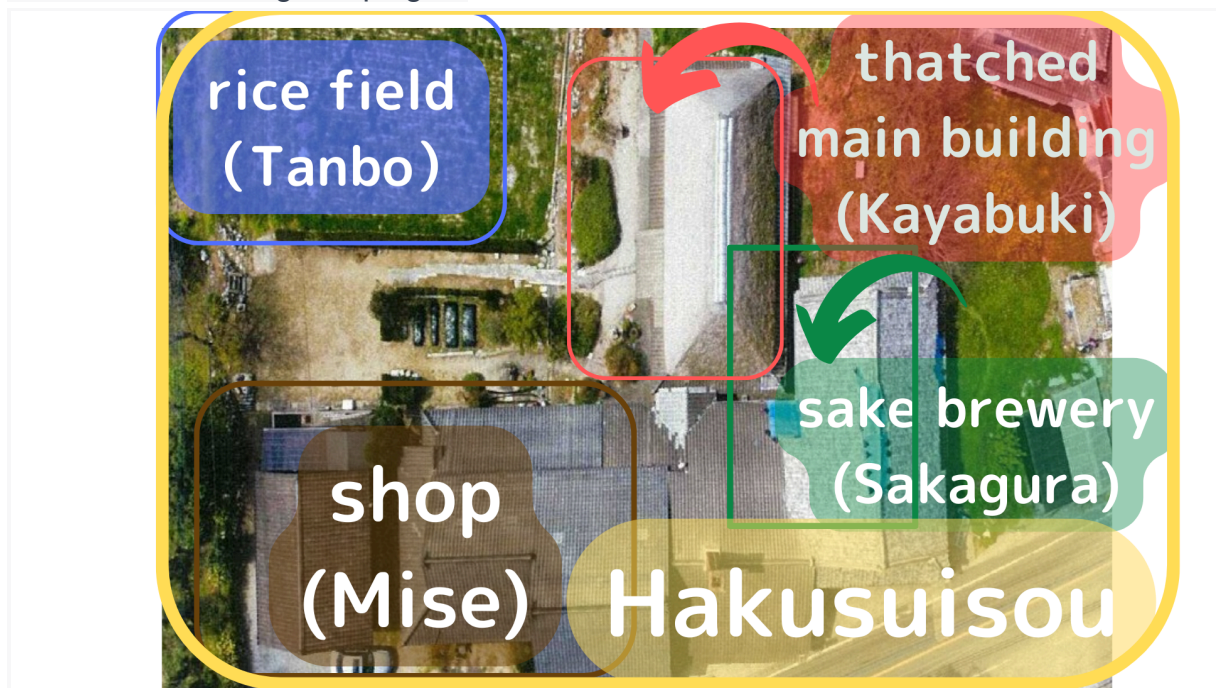 rice field
(Tanbo)
thatched
main building
(Kayabuki)
sake brewery
(Sakagura)
shop
(Mise)
Hakusuisou